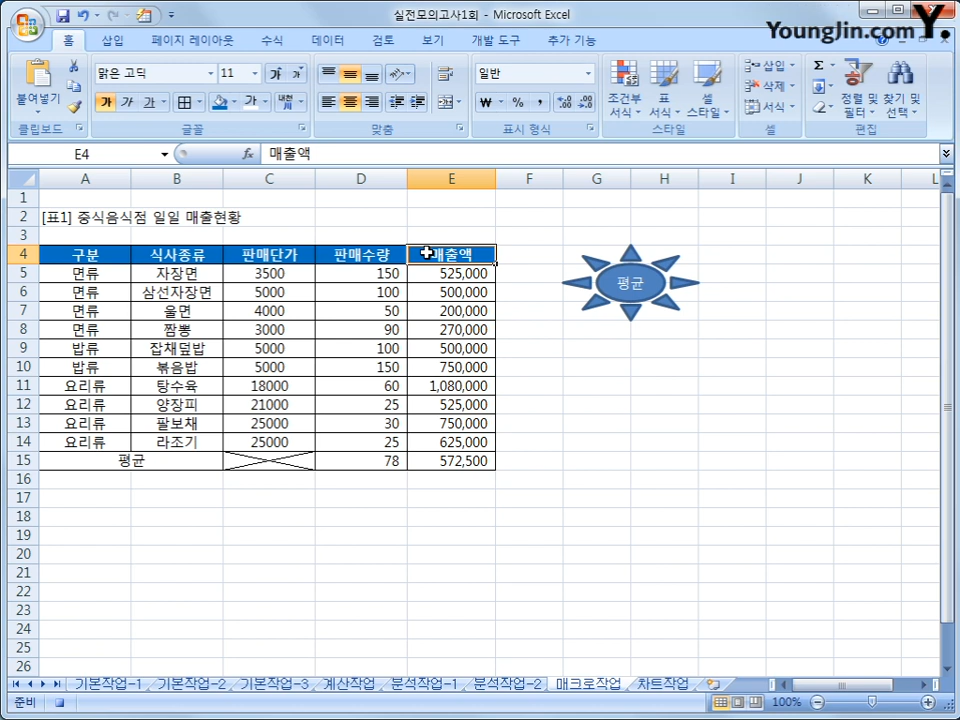 실전모의고사1회 - Microsoft Excel
YoungJin.com Y.
홈 삽입 페이지 레이아웃 수식 데이터 검토 보기 개발 도구 추가 기능
붙여넣기 맑은 고딕 11 일반 조건부 서식 표 서식 셀 스타일 삽입 삭제 서식 정렬 및 필터 찾기 및 선택
가 가 가 가 가 내천 ₩ % , Σ
클립보드 글꼴 맞춤 표시 형식 스타일 셀 편집
E4 fx 매출액
A B C D E F G H I J K L
1
2 [표1] 중식음식점 일일 매출현황
3
4 구분 식사종류 판매단가 판매수량 매출액
평균
5 면류 자장면 3500 150 525,000
6 면류 삼선자장면 5000 100 500,000
7 면류 울면 4000 50 200,000
8 면류 짬뽕 3000 90 270,000
9 밥류 잡채덮밥 5000 100 500,000
10 밥류 볶음밥 5000 150 750,000
11 요리류 탕수육 18000 60 1,080,000
12 요리류 양장피 21000 25 525,000
13 요리류 팔보채 25000 30 750,000
14 요리류 라조기 25000 25 625,000
15 평균 78 572,500
16
17
18
19
20
21
22
23
24
25
26
기본작업-1 기본작업-2 기본작업-3 계산작업 분석작업-1 분석작업-2 매크로작업 차트작업
준비 100%